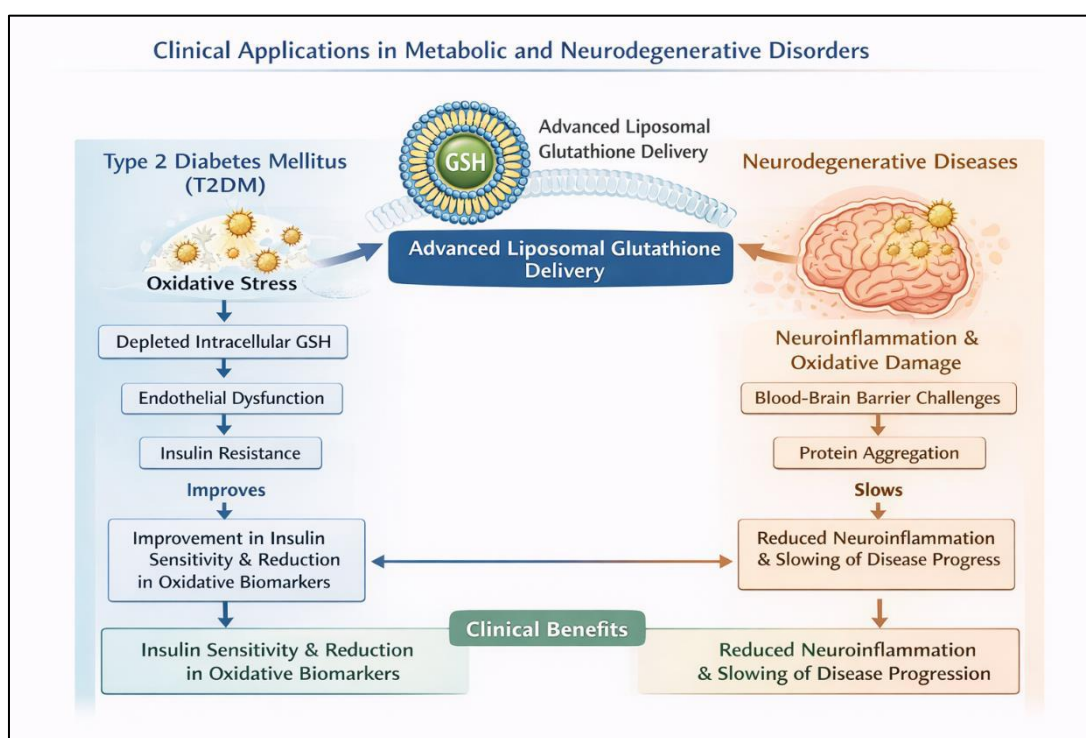 Clinical Applications in Metabolic and Neurodegenerative Disorders
GSH
Advanced Liposomal
Glutathione Delivery
Advanced Liposomal Glutathione
Delivery
Type 2 Diabetes Mellitus
(T2DM)
Oxidative Stress
Depleted Intracellular GSH
Endothelial Dysfunction
Insulin Resistance
Improves
Improvement in Insulin
Sensitivity & Reduction
in Oxidative Biomarkers
Neurodegenerative Diseases
Neuroinflammation &
Oxidative Damage
Blood-Brain Barrier Challenges
Protein Aggregation
Slows
Reduced Neuroinflammation
& Slowing of Disease Progress
Clinical Benefits
Insulin Sensitivity & Reduction
in Oxidative Biomarkers
Reduced Neuroinflammation
& Slowing of Disease Progression